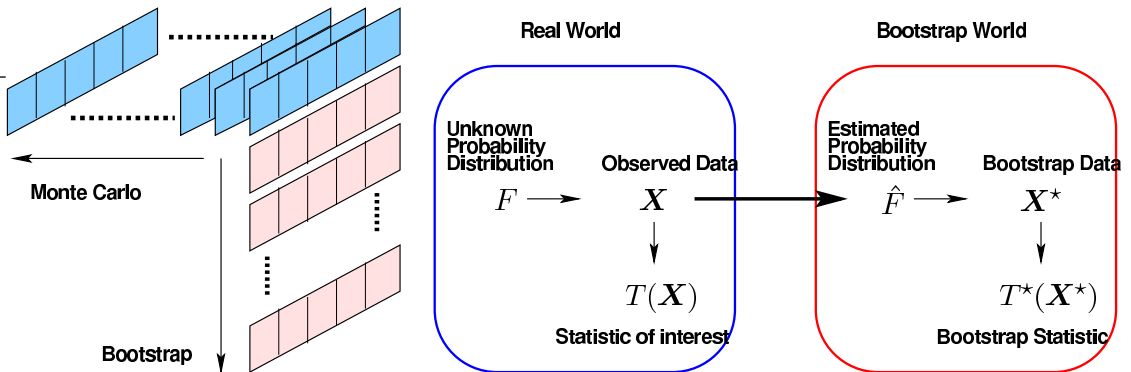 Monte Carlo
Bootstrap
Real World
Unknown
Probability
Distribution
Observed Data
F
X
T(X)
Statistic of interest
Bootstrap World
Estimated
Probability
Distribution
Bootstrap Data
F̂
X⋆
T⋆(X⋆)
Bootstrap Statistic